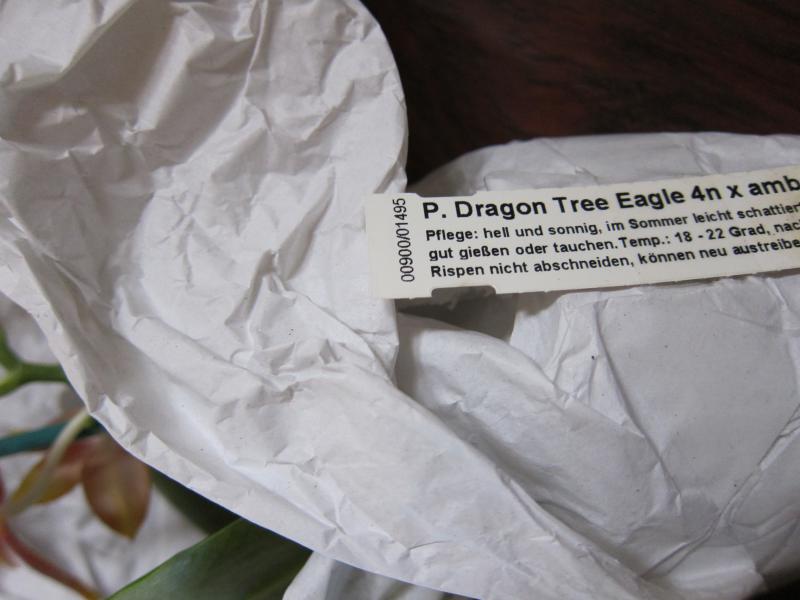 00900/01495
P. Dragon Tree Eagle 4n x amb
Pflege: hell und sonnig, im Sommer leicht schattiert
gut gießen oder tauchen. Temp.: 18 - 22 Grad, nac
Rispen nicht abschneiden, können neu austreibe